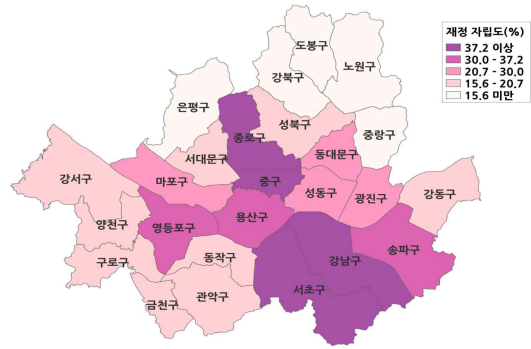 재정 자립도(%)
37.2 이상
30.0 - 37.2
20.7 - 30.0
15.6 - 20.7
15.6 미만
도봉구
노원구
강북구
은평구
중랑구
성북구
종로구
동대문구
서대문구
강서구
마포구
중구
성동구
광진구
강동구
양천구
영등포구
용산구
송파구
강남구
구로구
동작구
서초구
금천구
관악구